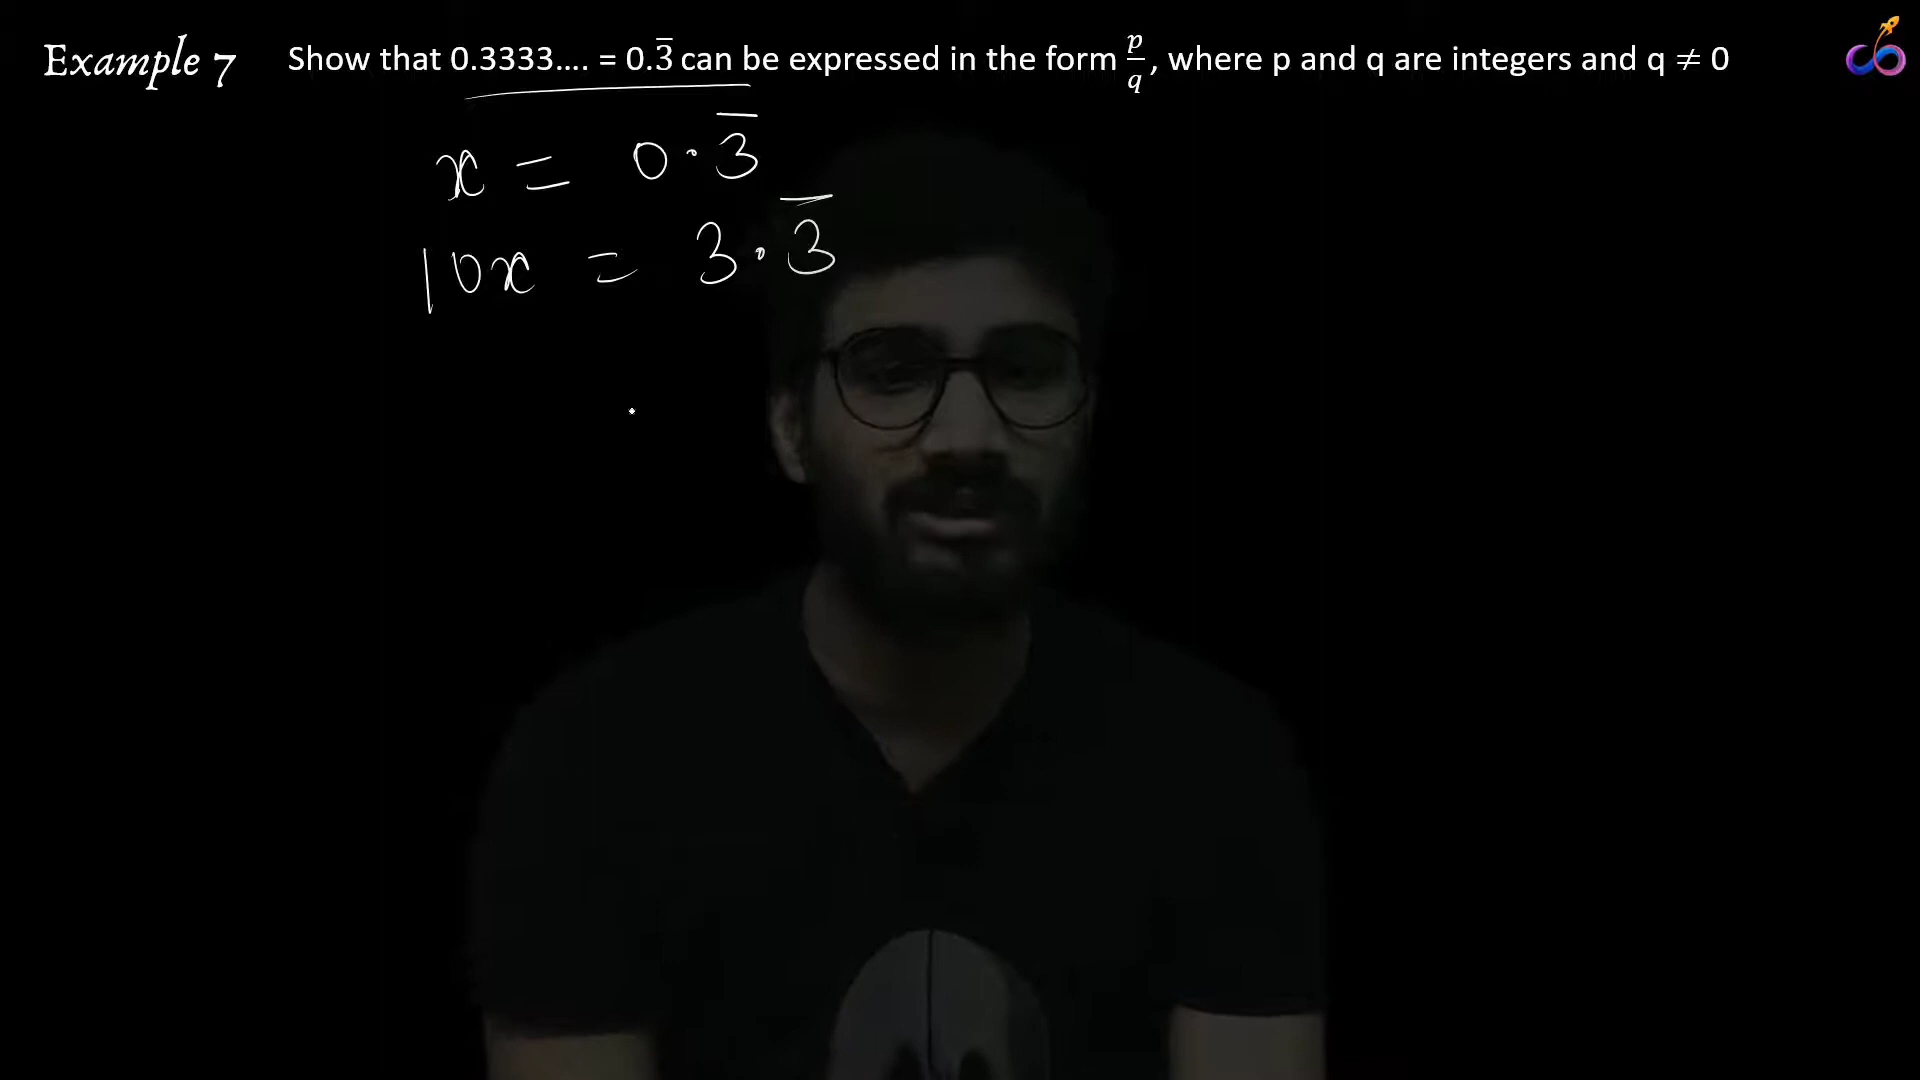 Example 7 Show that 0.3333.... = 0.3̅ can be expressed in the form p/q, where p and q are integers and q ≠ 0
x = 0.3̅
10x = 3.3̅